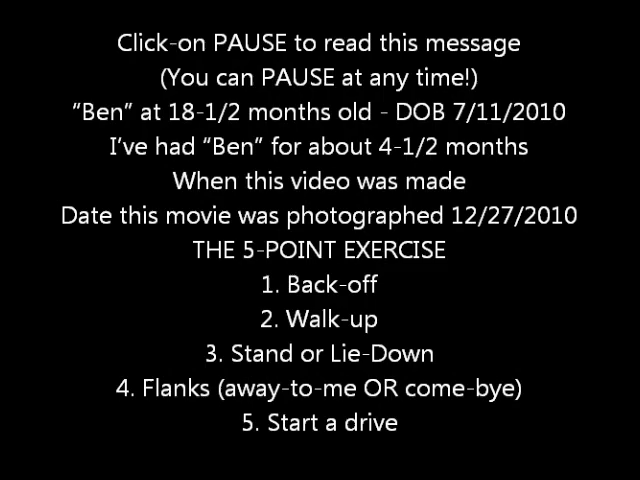 Click-on PAUSE to read this message
(You can PAUSE at any time!)
“Ben” at 18-1/2 months old - DOB 7/11/2010
I’ve had “Ben” for about 4-1/2 months
When this video was made
Date this movie was photographed 12/27/2010
THE 5-POINT EXERCISE
1. Back-off
2. Walk-up
3. Stand or Lie-Down
4. Flanks (away-to-me OR come-bye)
5. Start a drive